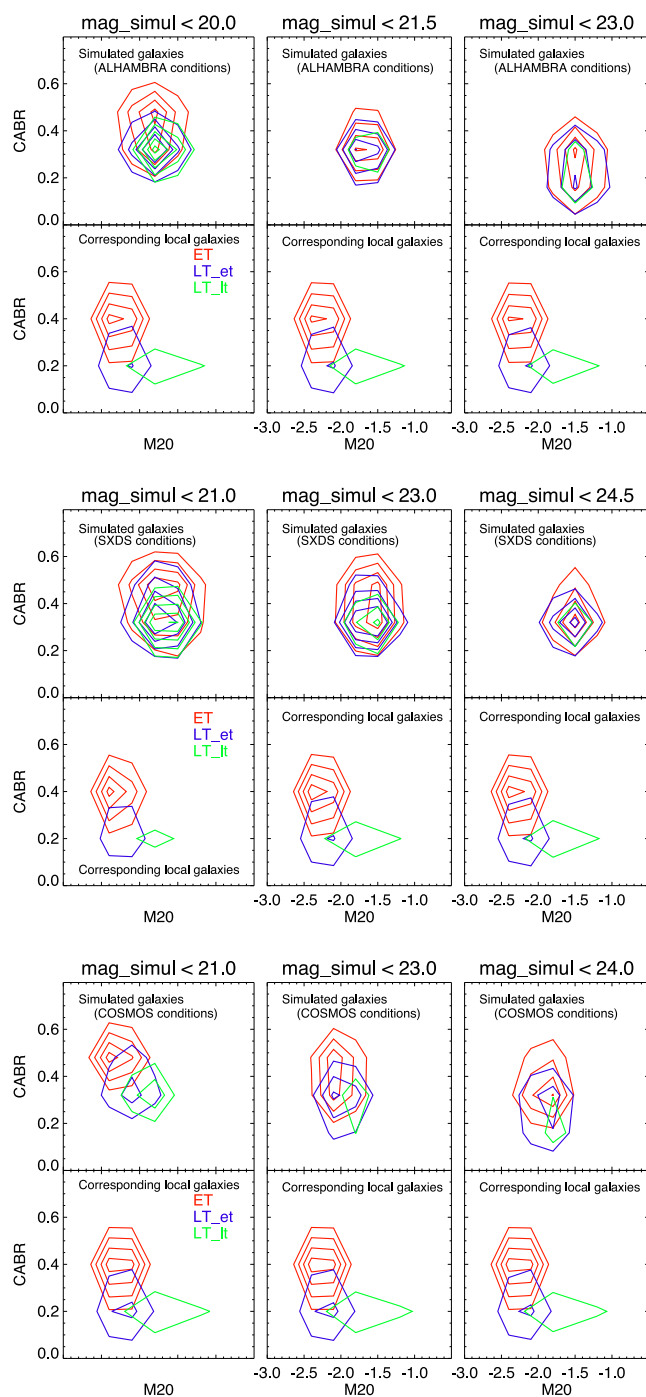 mag_simul < 20.0
mag_simul < 21.5
mag_simul < 23.0
Simulated galaxies
(ALHAMBRA conditions)
Simulated galaxies
(ALHAMBRA conditions)
Simulated galaxies
(ALHAMBRA conditions)
CABR
0.6
0.4
0.2
0.0
Corresponding local galaxies
ET
LT_et
LT_lt
Corresponding local galaxies
Corresponding local galaxies
CABR
0.6
0.4
0.2
0.0
-3.0 -2.5 -2.0 -1.5 -1.0
-3.0 -2.5 -2.0 -1.5 -1.0
M20
M20
M20
mag_simul < 21.0
mag_simul < 23.0
mag_simul < 24.5
Simulated galaxies
(SXDS conditions)
Simulated galaxies
(SXDS conditions)
Simulated galaxies
(SXDS conditions)
CABR
0.6
0.4
0.2
0.0
ET
LT_et
LT_lt
Corresponding local galaxies
Corresponding local galaxies
Corresponding local galaxies
CABR
0.6
0.4
0.2
0.0
-3.0 -2.5 -2.0 -1.5 -1.0
-3.0 -2.5 -2.0 -1.5 -1.0
M20
M20
M20
mag_simul < 21.0
mag_simul < 23.0
mag_simul < 24.0
Simulated galaxies
(COSMOS conditions)
Simulated galaxies
(COSMOS conditions)
Simulated galaxies
(COSMOS conditions)
CABR
0.6
0.4
0.2
0.0
Corresponding local galaxies
ET
LT_et
LT_lt
Corresponding local galaxies
Corresponding local galaxies
CABR
0.6
0.4
0.2
0.0
-3.0 -2.5 -2.0 -1.5 -1.0
-3.0 -2.5 -2.0 -1.5 -1.0
M20
M20
M20